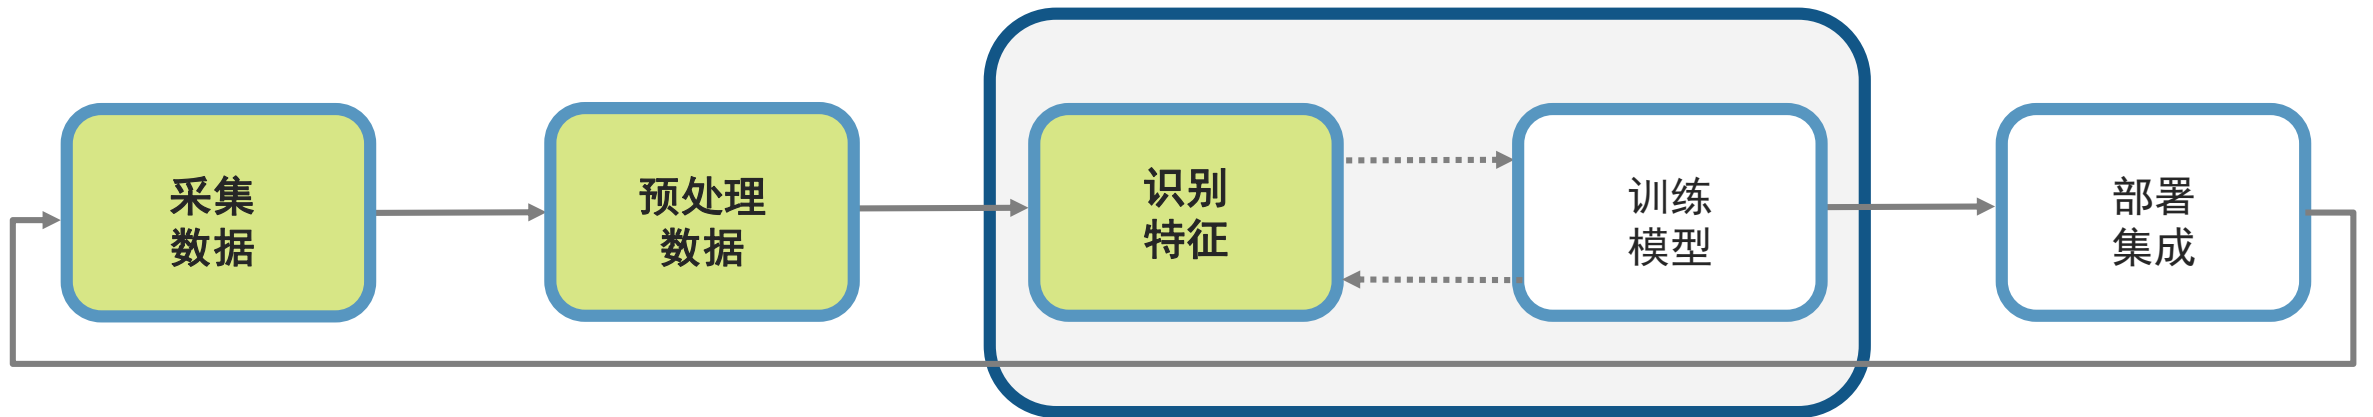 采集
数据
预处理
数据
识别
特征
训练
模型
部署
集成